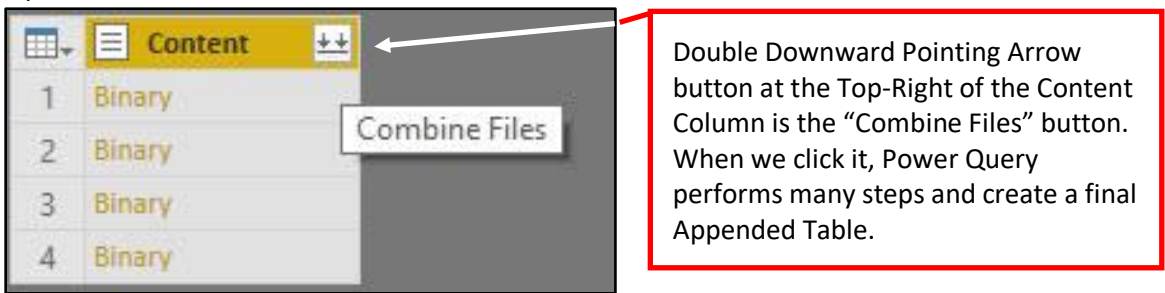 Content
1 Binary
2 Binary
3 Binary
4 Binary
Combine Files
Double Downward Pointing Arrow
button at the Top-Right of the Content
Column is the “Combine Files” button.
When we click it, Power Query
performs many steps and create a final
Appended Table.